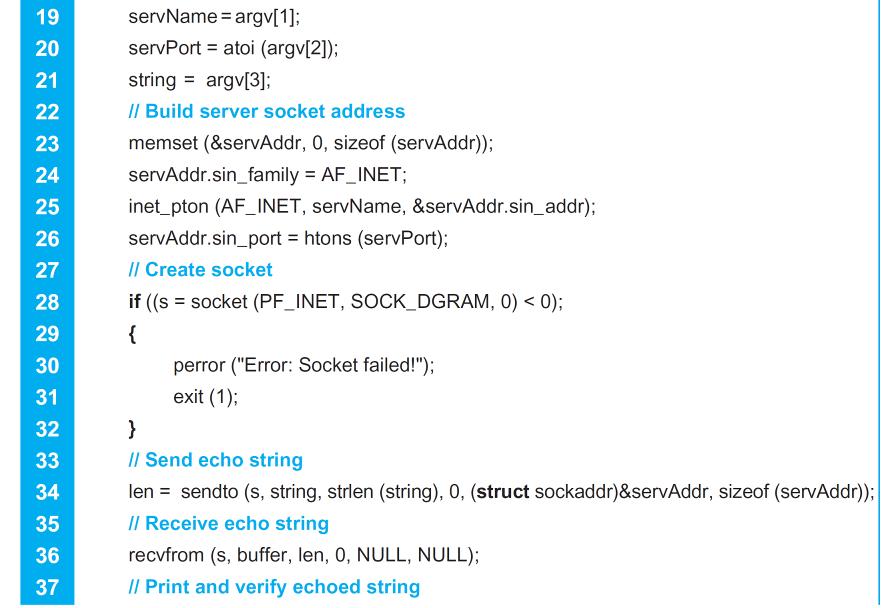 19 servName = argv[1];
20 servPort = atoi (argv[2]);
21 string = argv[3];
22 // Build server socket address
23 memset (&servAddr, 0, sizeof (servAddr));
24 servAddr.sin_family = AF_INET;
25 inet_pton (AF_INET, servName, &servAddr.sin_addr);
26 servAddr.sin_port = htons (servPort);
27 // Create socket
28 if ((s = socket (PF_INET, SOCK_DGRAM, 0) < 0);
29 {
30 perror ("Error: Socket failed!");
31 exit (1);
32 }
33 // Send echo string
34 len = sendto (s, string, strlen (string), 0, (struct sockaddr)&servAddr, sizeof (servAddr));
35 // Receive echo string
36 recvfrom (s, buffer, len, 0, NULL, NULL);
37 // Print and verify echoed string